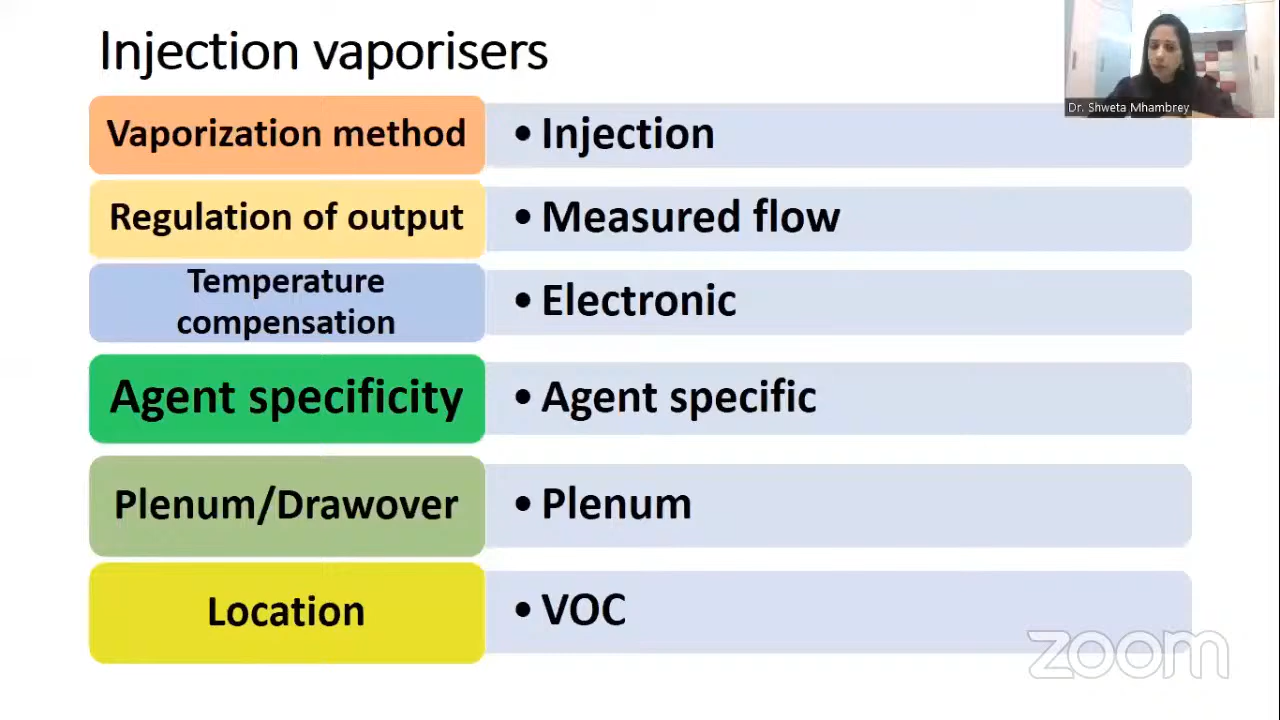 Injection vaporisers
Dr. Shweta Mhambrey
Vaporization method
• Injection
Regulation of output
• Measured flow
Temperature
compensation
• Electronic
Agent specificity
• Agent specific
Plenum/Drawover
• Plenum
Location
• VOC
zoom